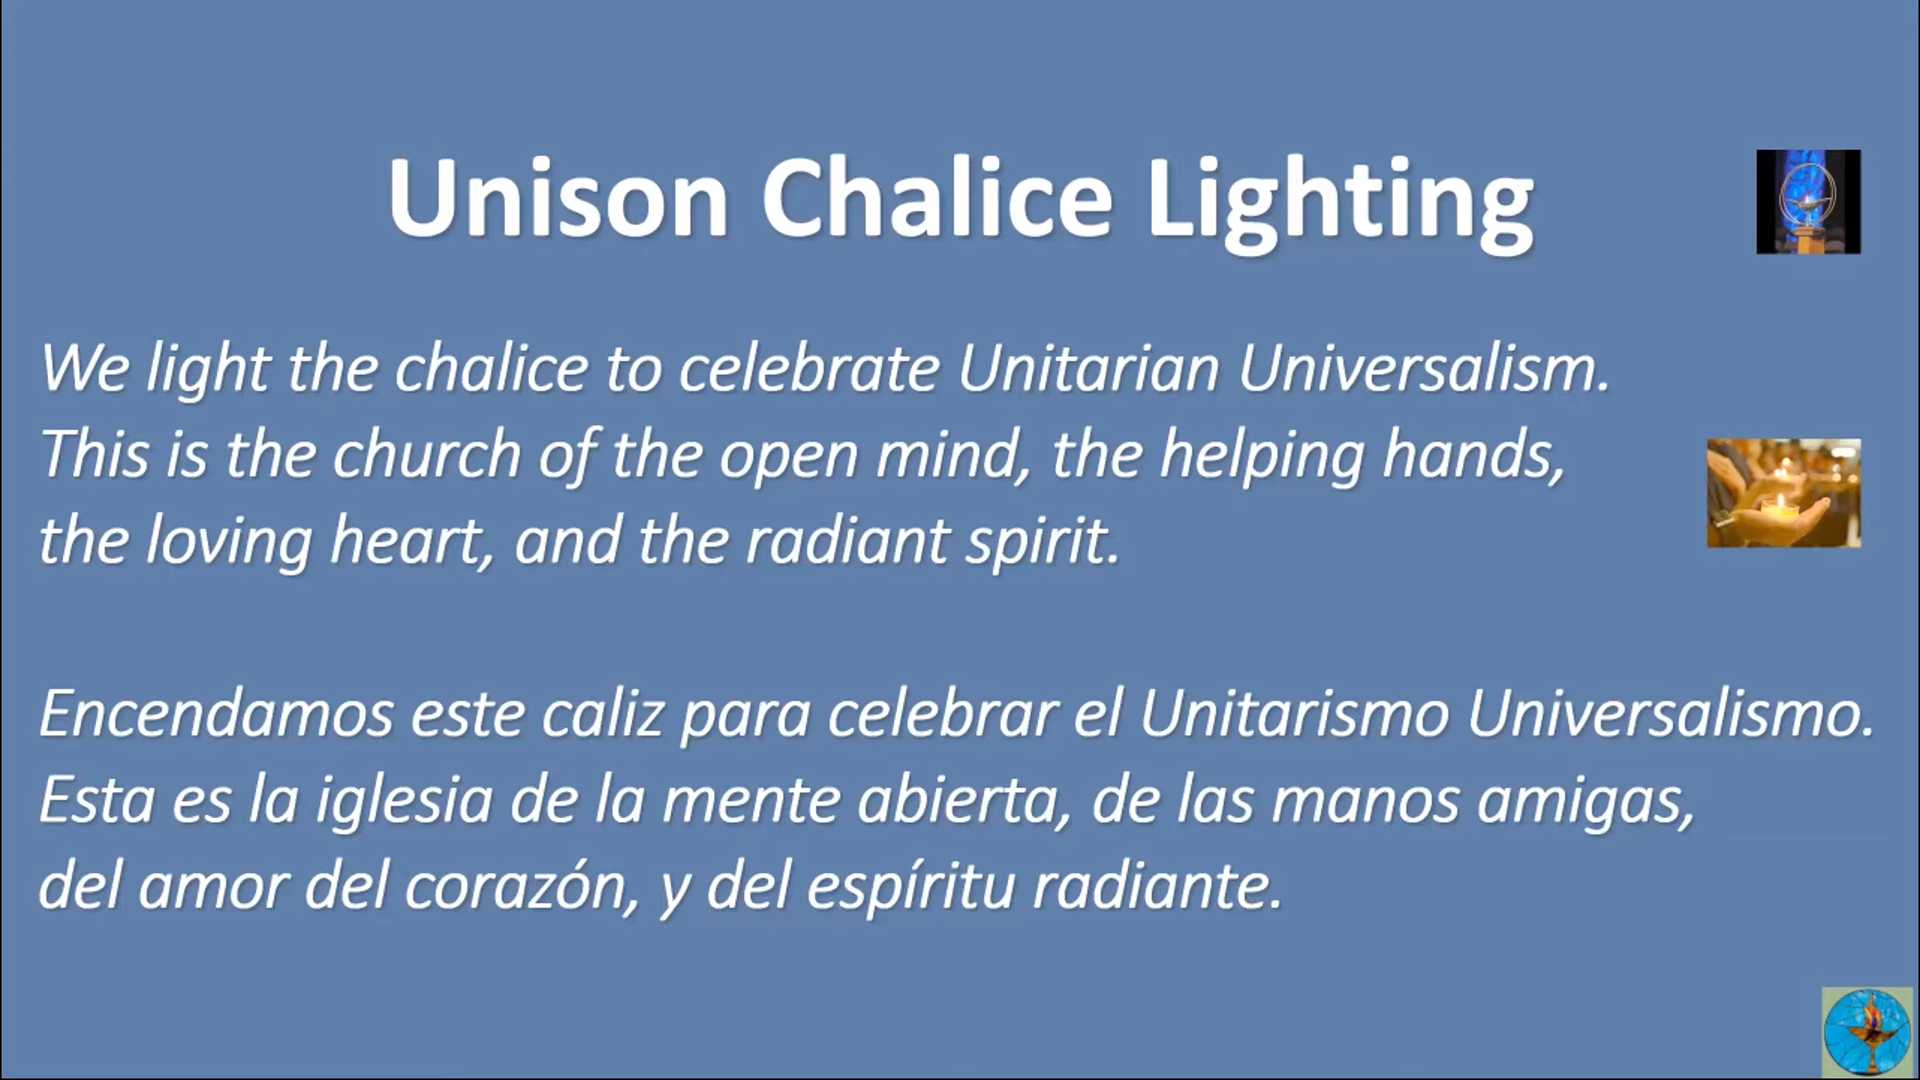 Unison Chalice Lighting
We light the chalice to celebrate Unitarian Universalism.
This is the church of the open mind, the helping hands,
the loving heart, and the radiant spirit.
Encendamos este caliz para celebrar el Unitarismo Universalismo.
Esta es la iglesia de la mente abierta, de las manos amigas,
del amor del corazón, y del espíritu radiante.